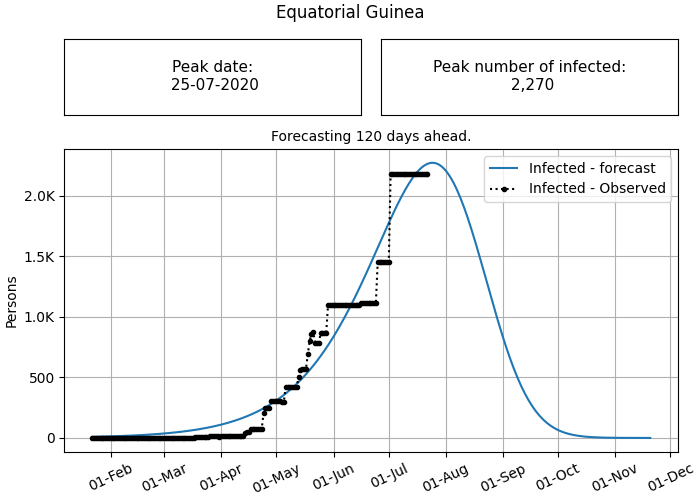 Equatorial Guinea
Peak date:
25-07-2020
Peak number of infected:
2,270
Forecasting 120 days ahead.
Infected - forecast
Infected - Observed
2.0K
1.5K
1.0K
500
0
Persons
01-Feb
01-Mar
01-Apr
01-May
01-Jun
01-Jul
01-Aug
01-Sep
01-Oct
01-Nov
01-Dec